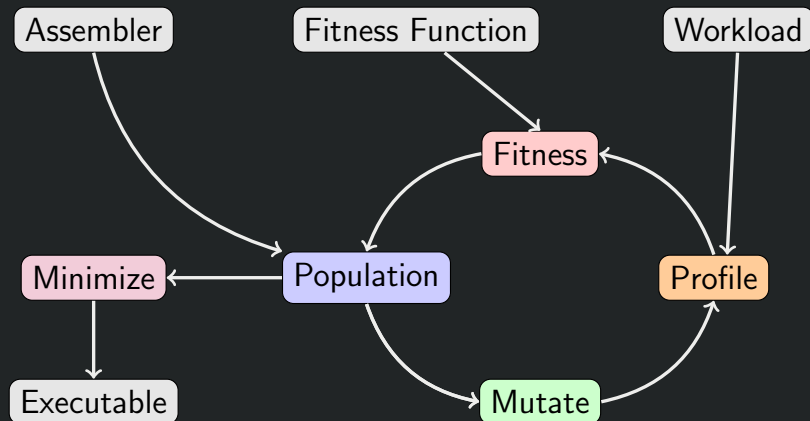 Assembler
Fitness Function
Workload
Fitness
Minimize
Population
Profile
Executable
Mutate